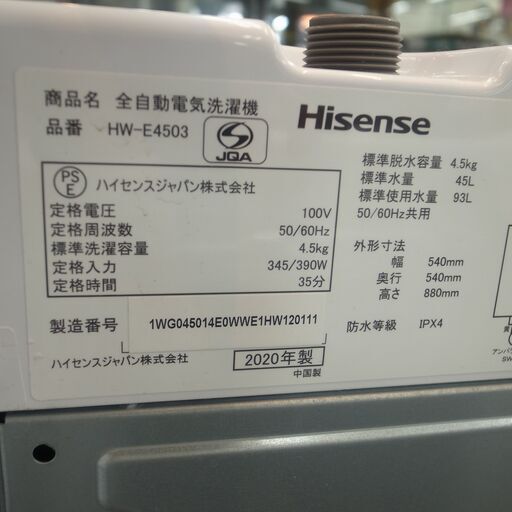 商品名 全自動電気洗濯機
品番 HW-E4503
JQA
Hisense
PS
E
ハイセンスジャパン株式会社
定格電圧 100V
定格周波数 50/60Hz
標準洗濯容量 4.5kg
定格入力 345/390W
定格時間 35分
標準脱水容量 4.5kg
標準水量 45L
標準使用水量 93L
50/60Hz共用
外形寸法
幅 540mm
奥行 540mm
高さ 880mm
製造番号 1WG045014E0WWE1HW120111
防水等級 IPX4
ハイセンスジャパン株式会社
2020年製
中国製
アンバ
SW